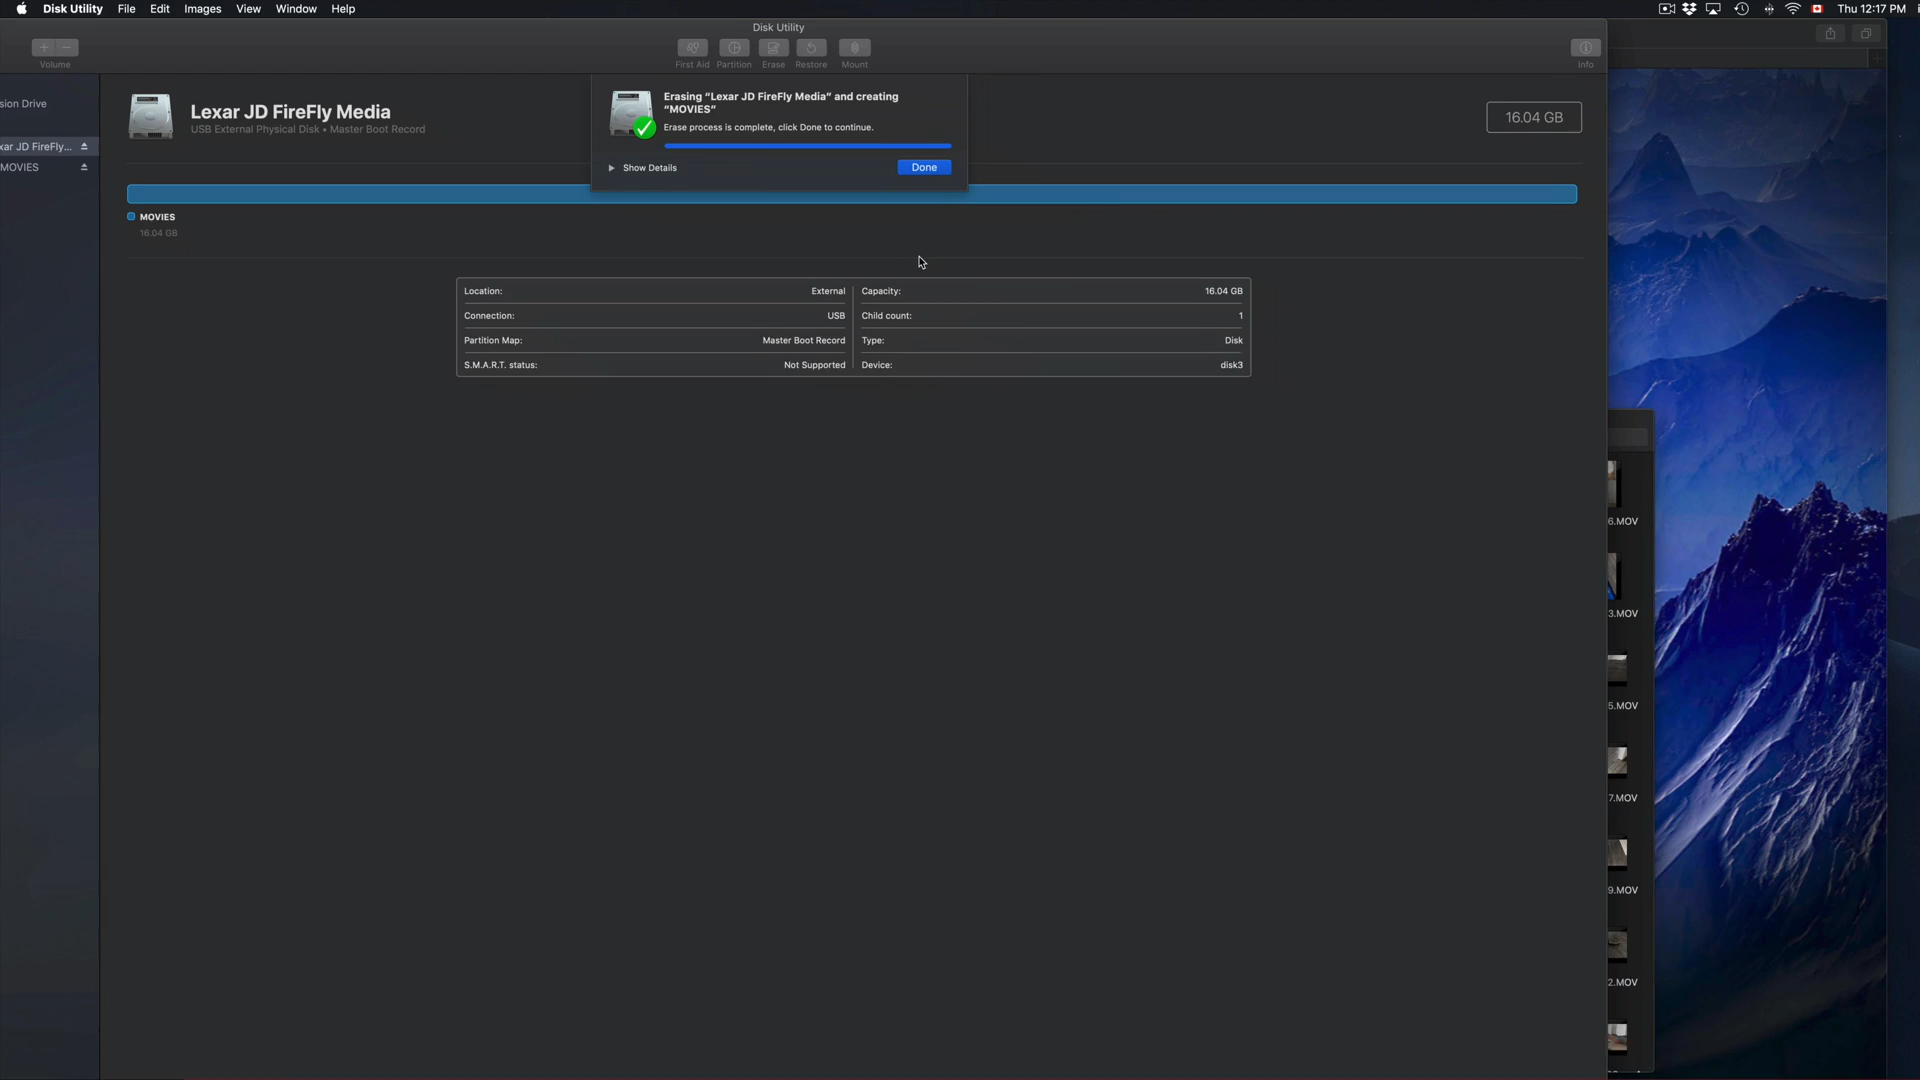 Disk Utility File Edit Images View Window Help Thu 12:17 PM
Disk Utility
Volume First Aid Partition Erase Restore Mount Info
sion Drive
xar JD FireFly...
MOVIES
Lexar JD FireFly Media
USB External Physical Disk • Master Boot Record
16.04 GB
Erasing “Lexar JD FireFly Media” and creating
“MOVIES”
Erase process is complete, click Done to continue.
Show Details
Done
MOVIES
16.04 GB
Location: External
Connection: USB
Partition Map: Master Boot Record
S.M.A.R.T. status: Not Supported
Capacity: 16.04 GB
Child count: 1
Type: Disk
Device: disk3
6.MOV
3.MOV
5.MOV
7.MOV
9.MOV
2.MOV